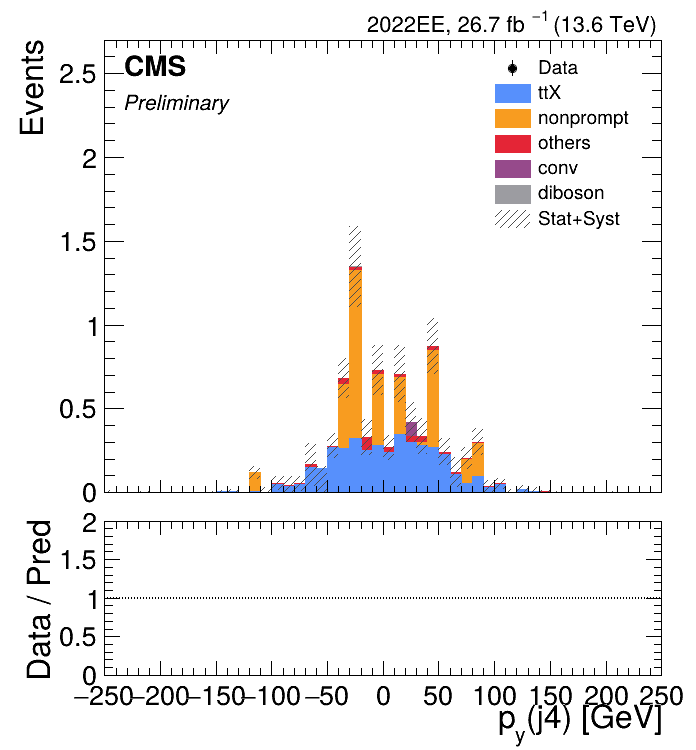 2022EE, 26.7 fb ⁻¹ (13.6 TeV)
CMS
Preliminary
Events
Data
ttX
nonprompt
others
conv
diboson
Stat+Syst
2.5
2
1.5
1
0.5
0
Data / Pred
2
1.5
1
0.5
0
−250 −200 −150 −100 −50 0 50 100 150 200 250
p_y(j4) [GeV]